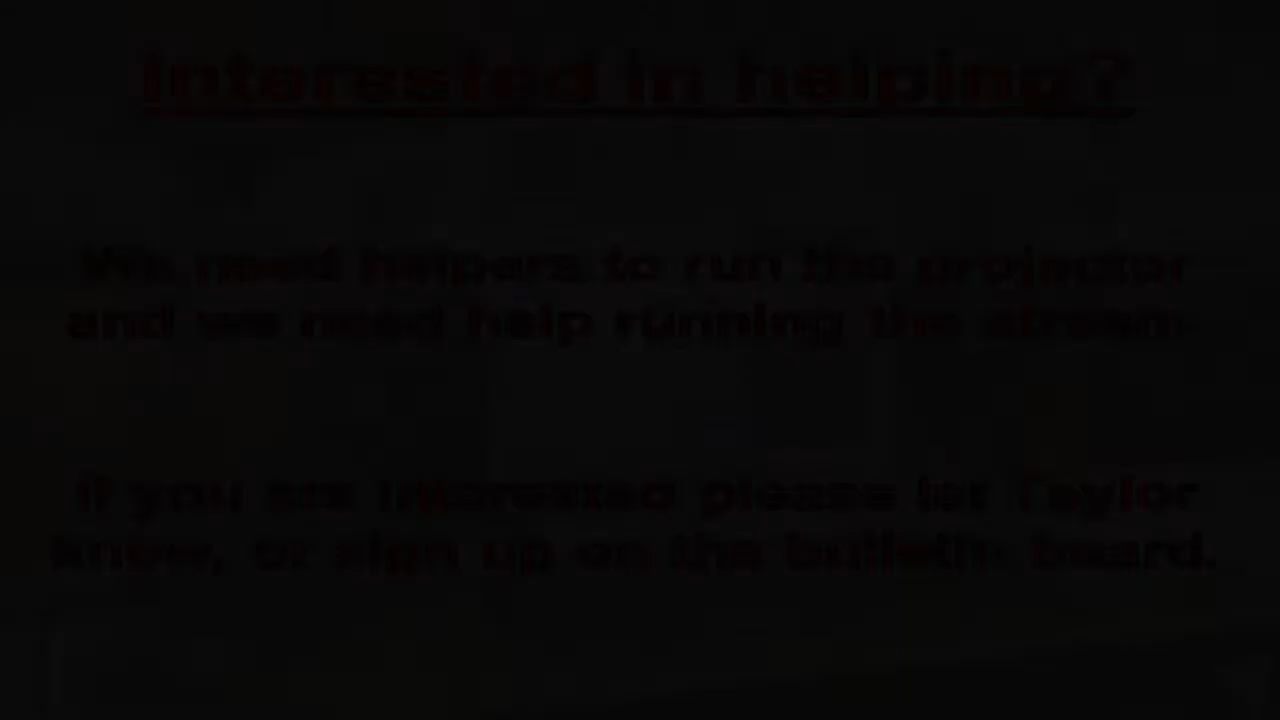 Interested in helping?
We need helpers to run the projector
and we need help running the stream.
If you are interested please let Taylor
know, or sign up on the bulletin board.